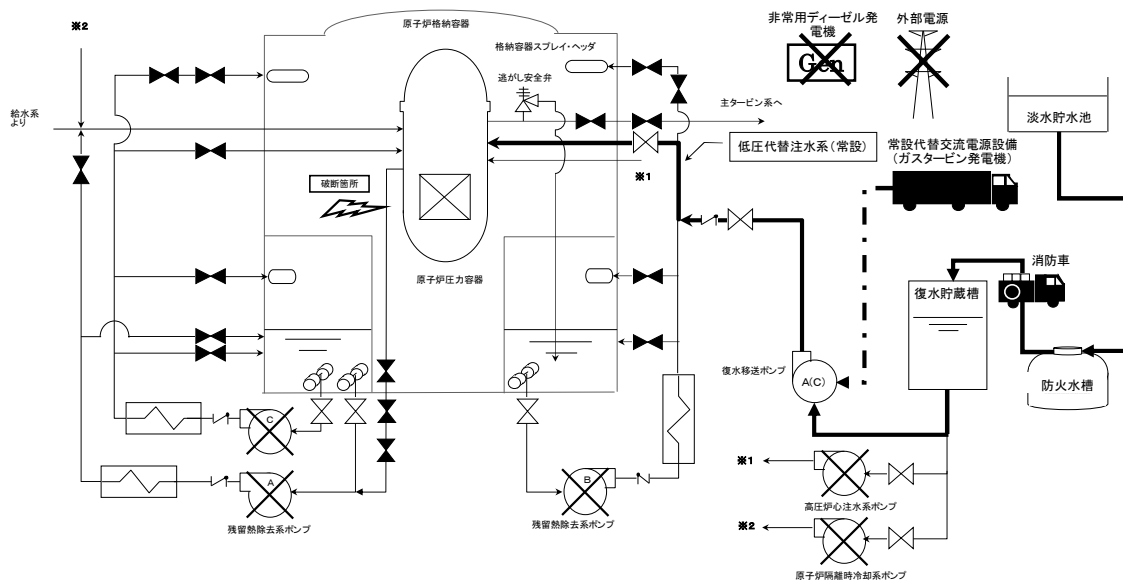 ※2
原子炉格納容器
格納容器スプレイ・ヘッダ
逃がし安全弁
非常用ディーゼル発
電機
Gen
外部電源
給水系
より
主タービン系へ
低圧代替注水系（常設）
※1
常設代替交流電源設備
（ガスタービン発電機）
淡水貯水池
破断箇所
原子炉圧力容器
復水貯蔵槽
消防車
防火水槽
復水移送ポンプ
A(C)
C
A
残留熱除去系ポンプ
B
残留熱除去系ポンプ
※1
高圧炉心注水系ポンプ
※2
原子炉隔離時冷却系ポンプ